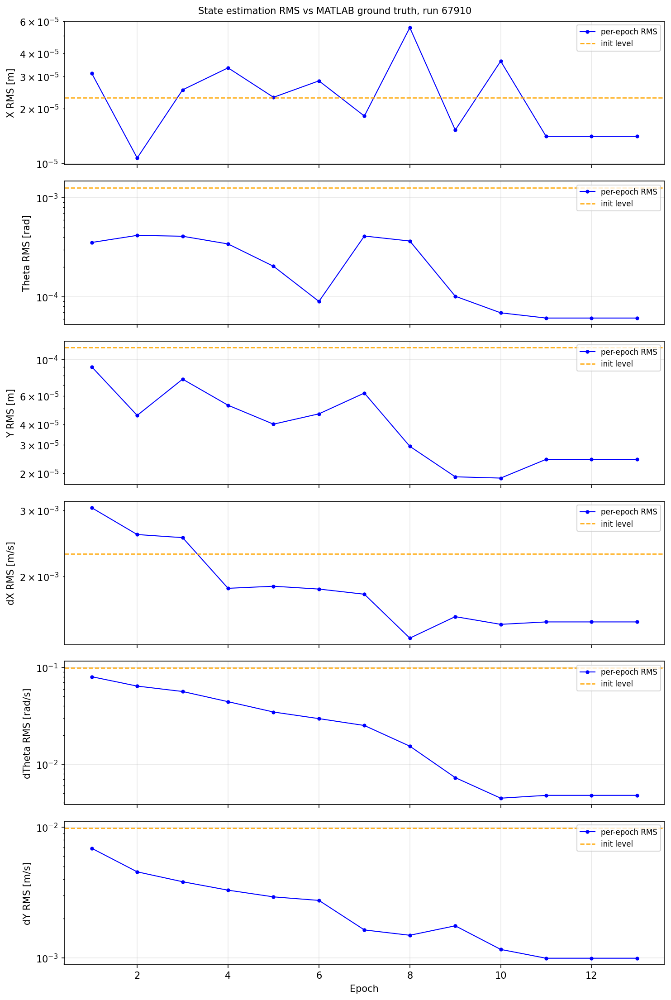 State estimation RMS vs MATLAB ground truth, run 67910
X RMS [m]
6 × 10⁻⁵
4 × 10⁻⁵
3 × 10⁻⁵
2 × 10⁻⁵
10⁻⁵
per-epoch RMS
init level
Theta RMS [rad]
10⁻³
10⁻⁴
per-epoch RMS
init level
Y RMS [m]
10⁻⁴
6 × 10⁻⁵
4 × 10⁻⁵
3 × 10⁻⁵
2 × 10⁻⁵
per-epoch RMS
init level
dX RMS [m/s]
3 × 10⁻³
2 × 10⁻³
per-epoch RMS
init level
dTheta RMS [rad/s]
10⁻¹
10⁻²
per-epoch RMS
init level
dY RMS [m/s]
10⁻²
10⁻³
per-epoch RMS
init level
2 4 6 8 10 12
Epoch